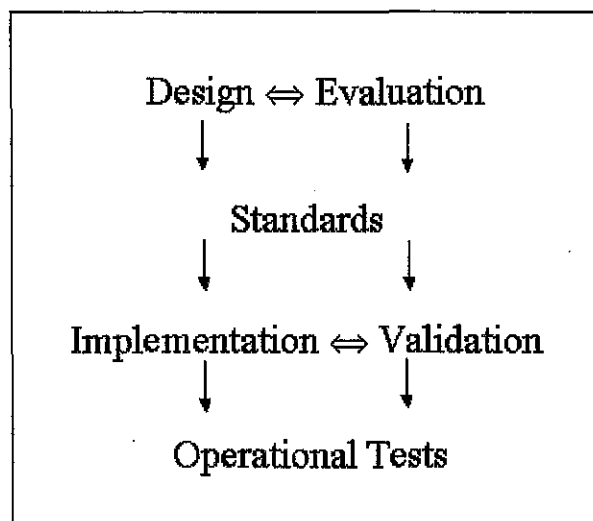 Design ⇔ Evaluation
Standards
Implementation ⇔ Validation
Operational Tests